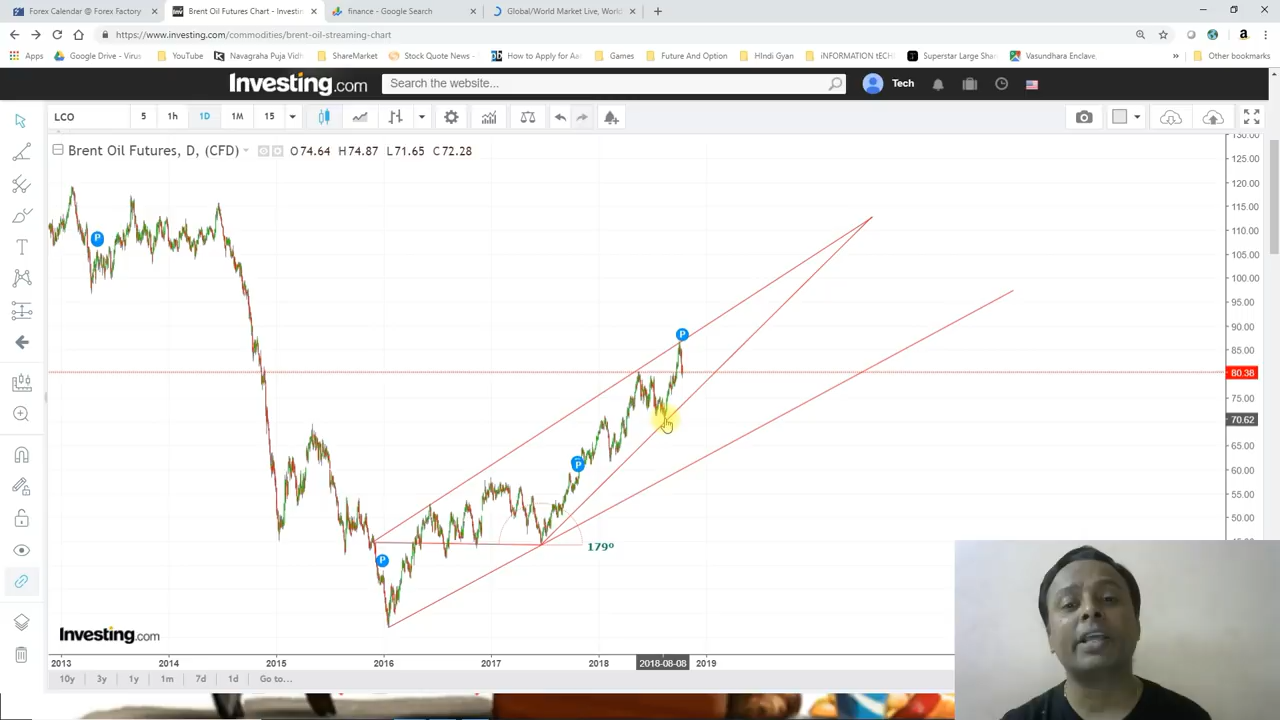 Forex Calendar @ Forex Factory
Brent Oil Futures Chart - Investin
finance - Google Search
Global/World Market Live, World
https://www.investing.com/commodities/brent-oil-streaming-chart
Apps
Google Drive - Virus
YouTube
Navagraha Puja Vidh
ShareMarket
Stock Quote News -
How to Apply for Aa
Games
Future And Option
HIndi Gyan
iNFORMATION tECH
Superstar Large Shar
Vasundhara Enclave.
»
Other bookmarks
Investing.com
Search the website...
Tech
LCO
5
1h
1D
1M
15
Brent Oil Futures, D, (CFD)
O74.64 H74.87 L71.65 C72.28
P
P
P
P
179º
130.00
125.00
120.00
115.00
110.00
105.00
100.00
95.00
90.00
85.00
80.38
75.00
70.62
65.00
60.00
55.00
50.00
Investing.com
2013
2014
2015
2016
2017
2018
2018-08-08
2019
10y
3y
1y
1m
7d
1d
Go to...